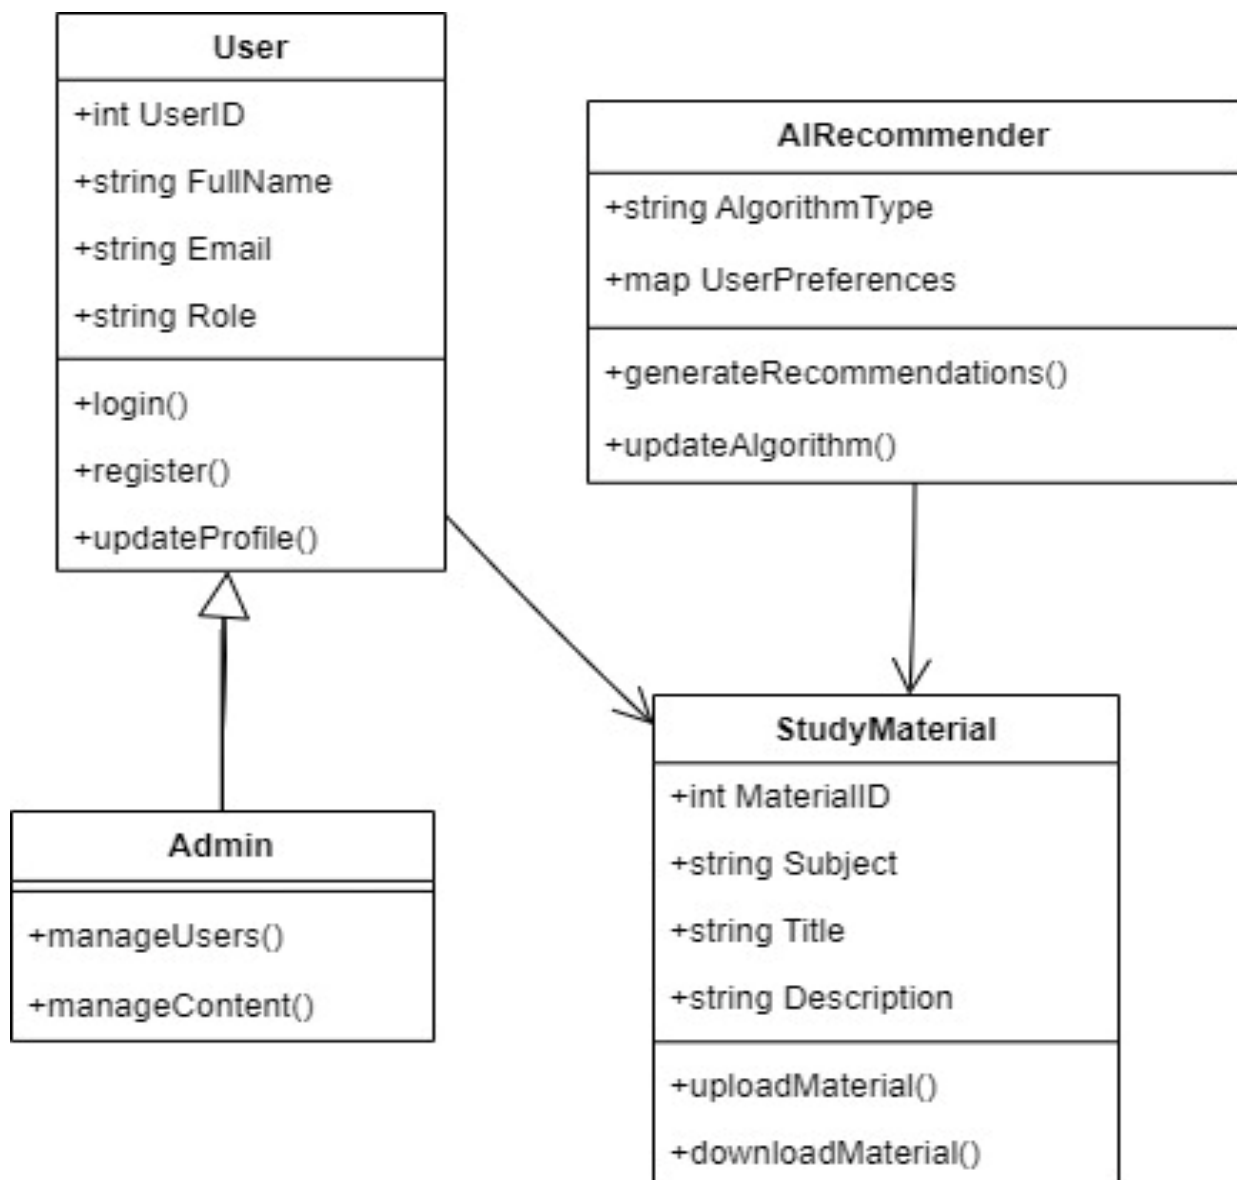 User
+int UserID
+string FullName
+string Email
+string Role
+login()
+register()
+updateProfile()
AIRecommender
+string AlgorithmType
+map UserPreferences
+generateRecommendations()
+updateAlgorithm()
Admin
+manageUsers()
+manageContent()
StudyMaterial
+int MaterialID
+string Subject
+string Title
+string Description
+uploadMaterial()
+downloadMaterial()